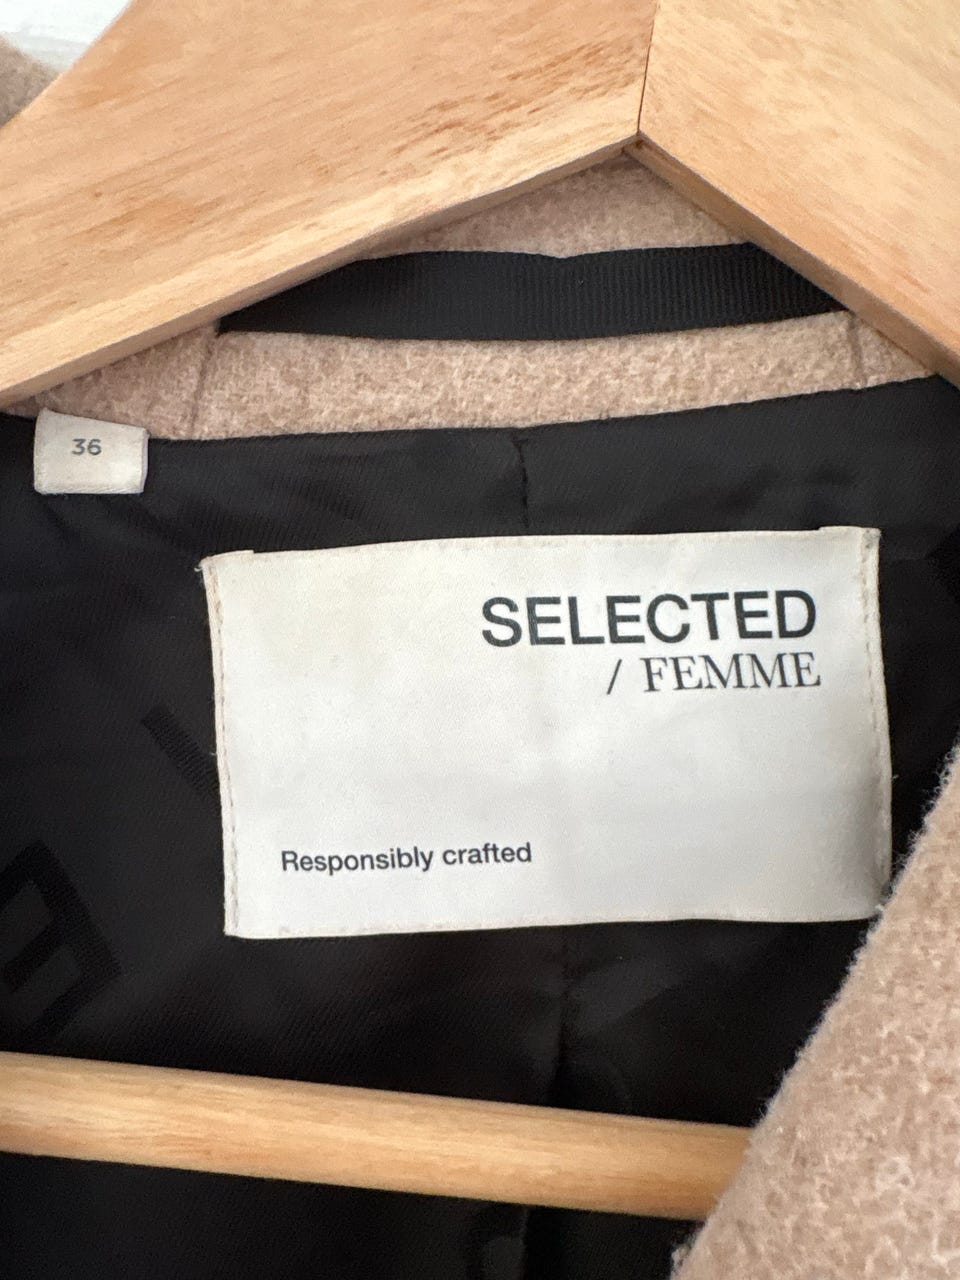 36
SELECTED
/ FEMME
Responsibly crafted